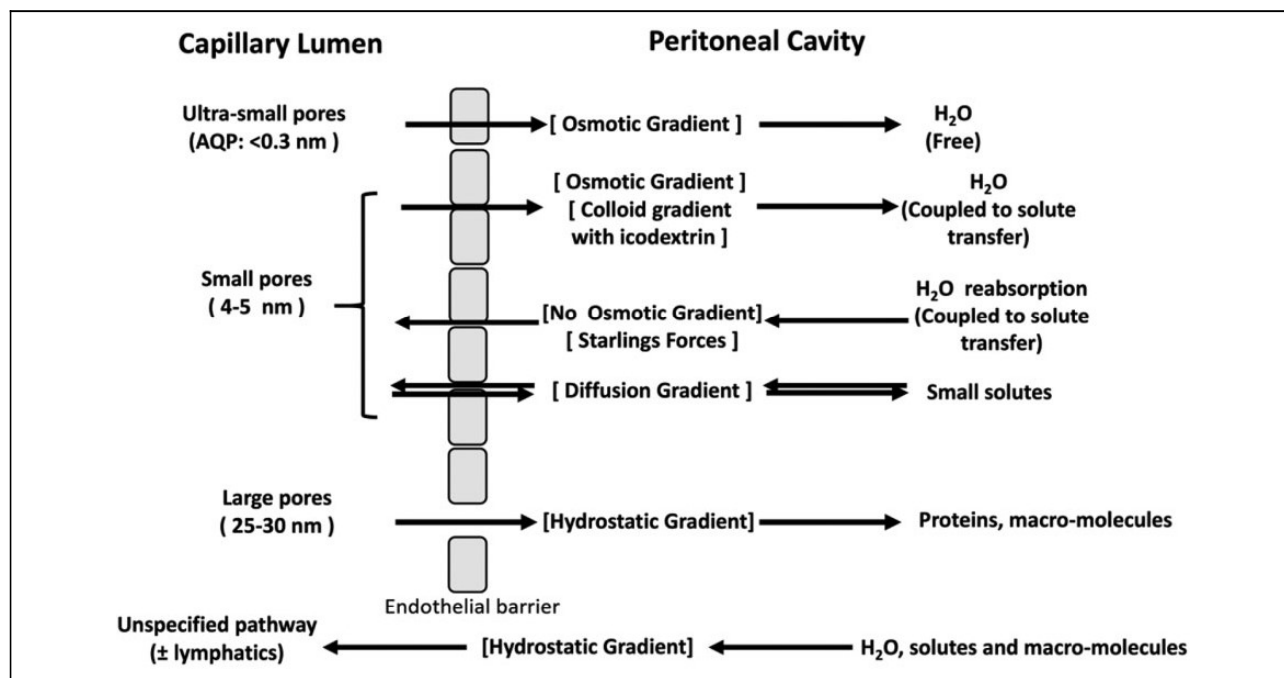 Capillary Lumen
Peritoneal Cavity
Ultra-small pores
(AQP: <0.3 nm )
[ Osmotic Gradient ]
H₂O
(Free)
[ Osmotic Gradient ]
[ Colloid gradient
with icodextrin ]
H₂O
(Coupled to solute
transfer)
Small pores
( 4-5 nm )
[No Osmotic Gradient]
[ Starlings Forces ]
H₂O reabsorption
(Coupled to solute
transfer)
[ Diffusion Gradient ]
Small solutes
Large pores
( 25-30 nm )
[Hydrostatic Gradient]
Proteins, macro-molecules
Endothelial barrier
Unspecified pathway
(± lymphatics)
[Hydrostatic Gradient]
H₂O, solutes and macro-molecules